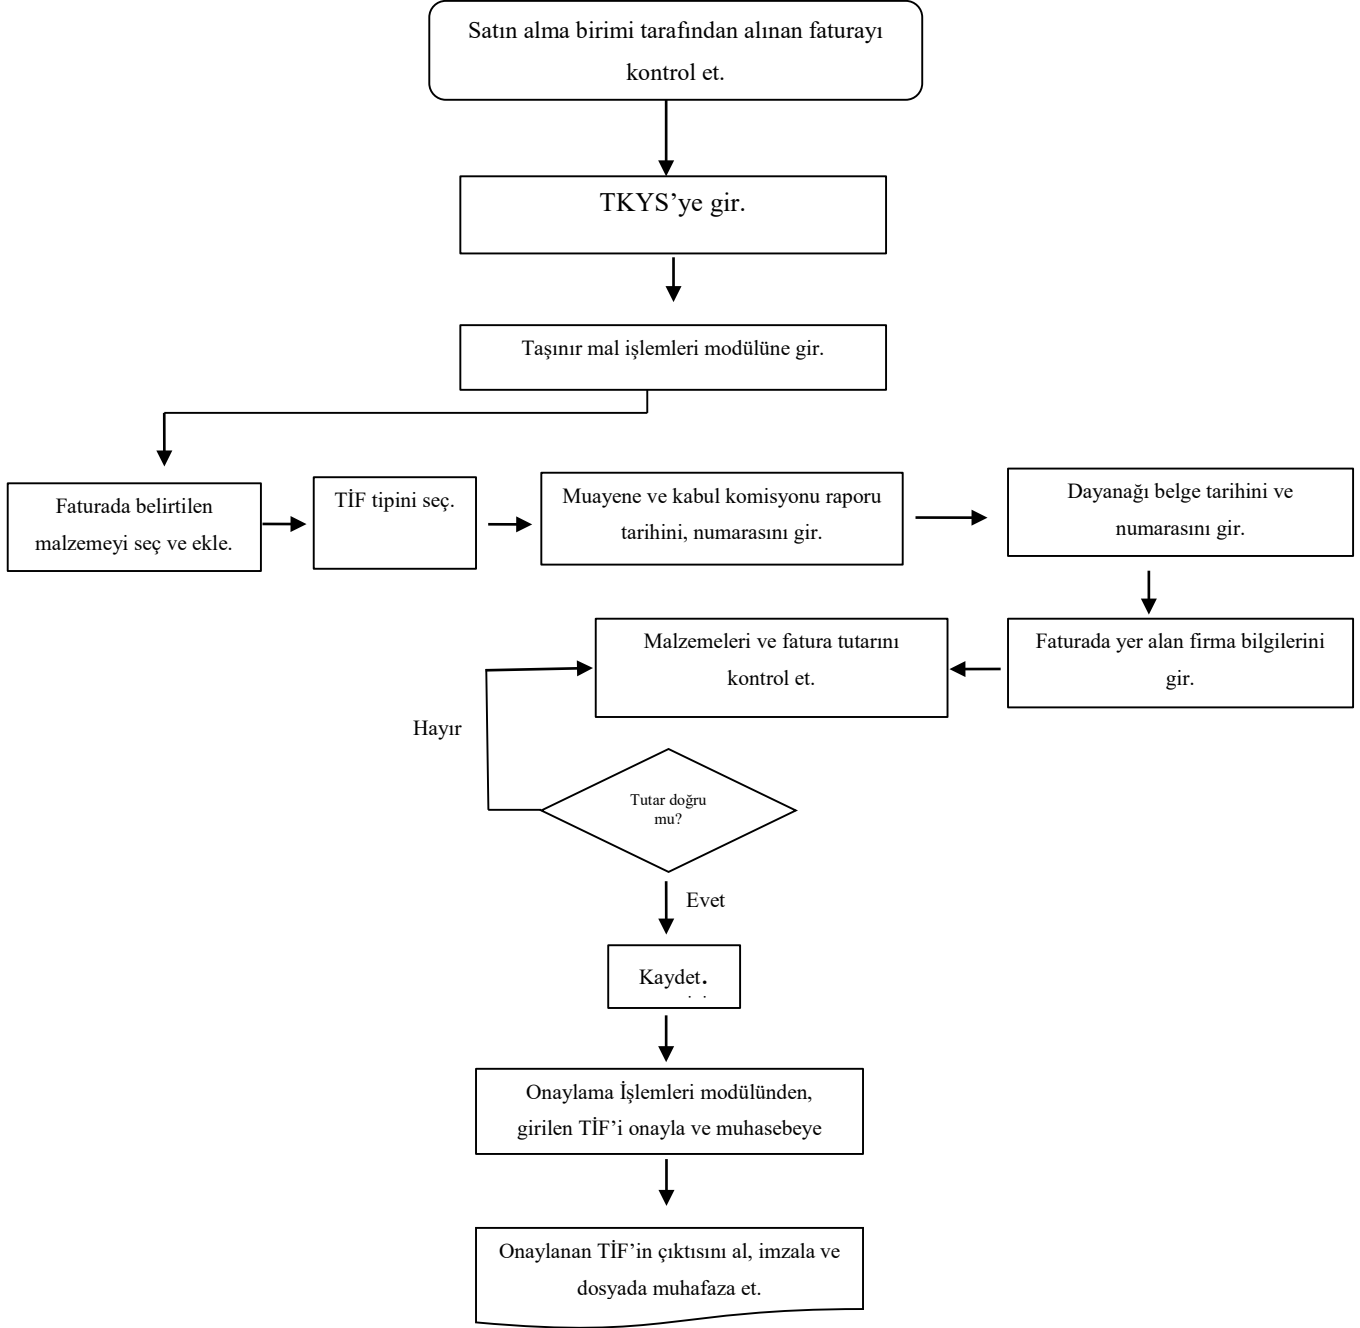 Satın alma birimi tarafından alınan faturayı
kontrol et.
TKYS’ye gir.
Taşınır mal işlemleri modülüne gir.
Faturada belirtilen
malzemeyi seç ve ekle.
TİF tipini seç.
Muayene ve kabul komisyonu raporu
tarihini, numarasını gir.
Dayanağı belge tarihini ve
numarasını gir.
Faturada yer alan firma bilgilerini
gir.
Malzemeleri ve fatura tutarını
kontrol et.
Hayır
Tutar doğru
mu?
Evet
Kaydet.
Onaylama İşlemleri modülünden,
girilen TİF’i onayla ve muhasebeye
Onaylanan TİF’in çıktısını al, imzala ve
dosyada muhafaza et.